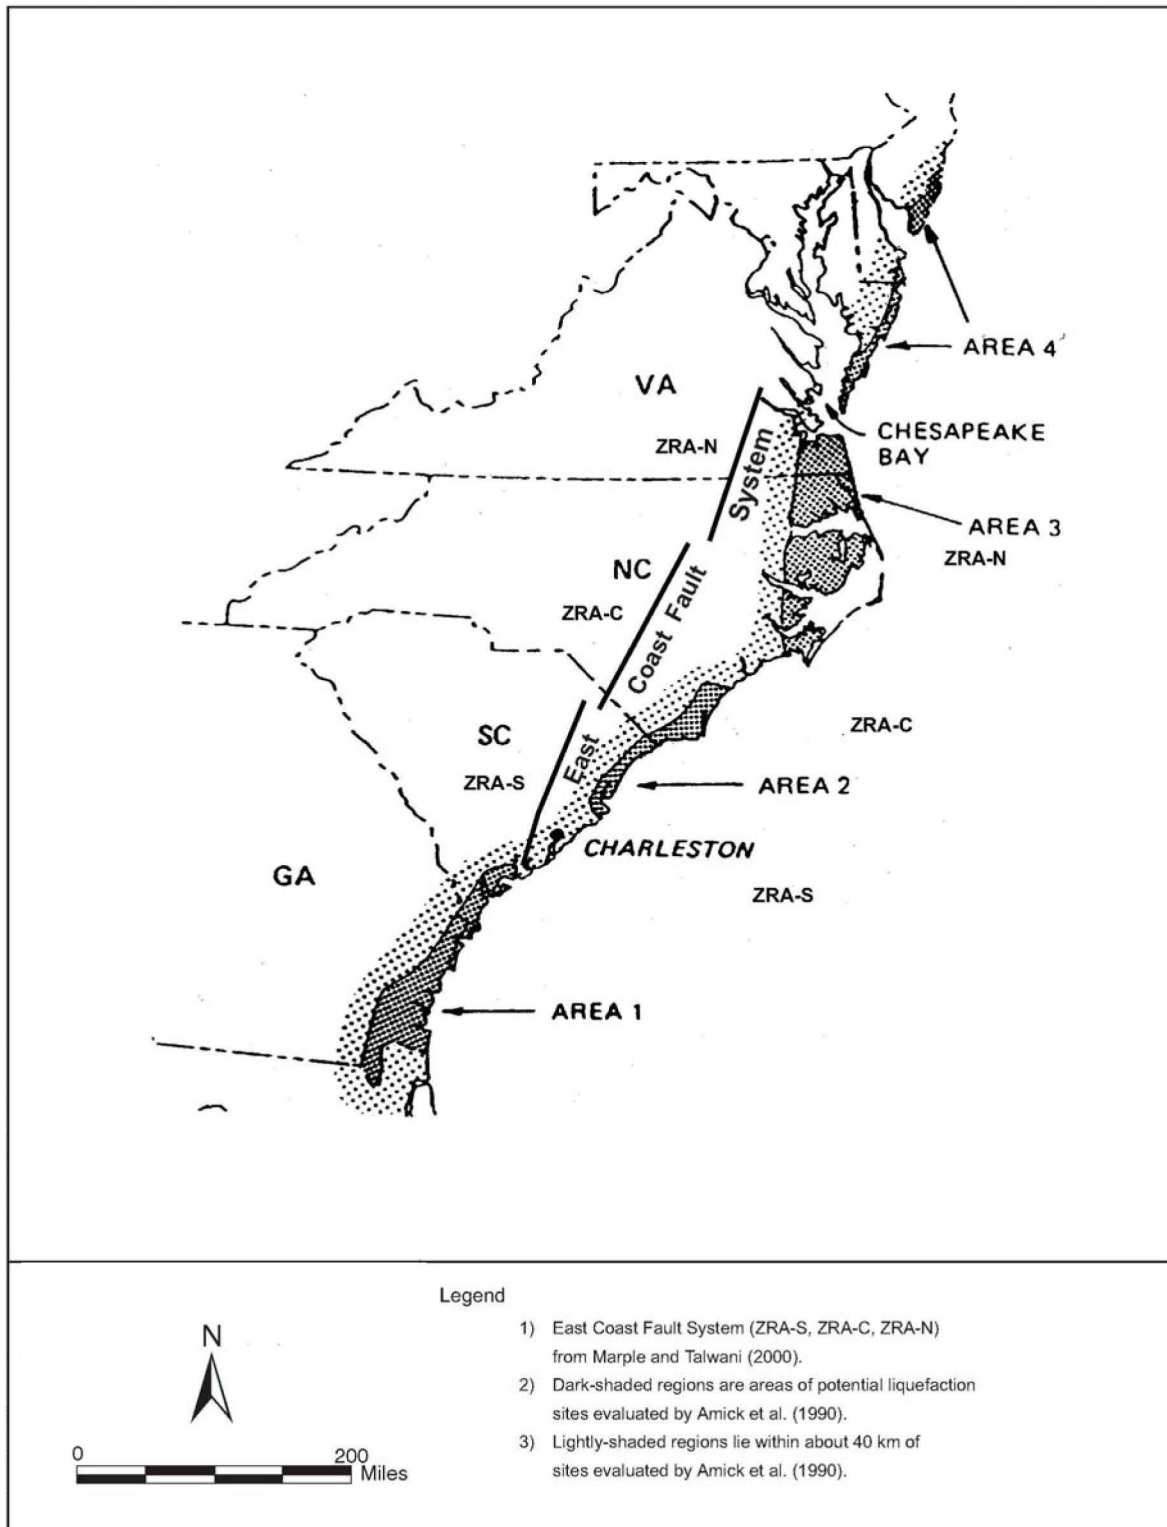 AREA 4
VA
CHESAPEAKE
BAY
ZRA-N
System
AREA 3
ZRA-N
NC
ZRA-C
Coast Fault
SC
ZRA-C
ZRA-S
East
AREA 2
CHARLESTON
GA
ZRA-S
AREA 1
Legend
N
1) East Coast Fault System (ZRA-S, ZRA-C, ZRA-N)
from Marple and Talwani (2000).
2) Dark-shaded regions are areas of potential liquefaction
sites evaluated by Amick et al. (1990).
3) Lightly-shaded regions lie within about 40 km of
sites evaluated by Amick et al. (1990).
0 200
Miles